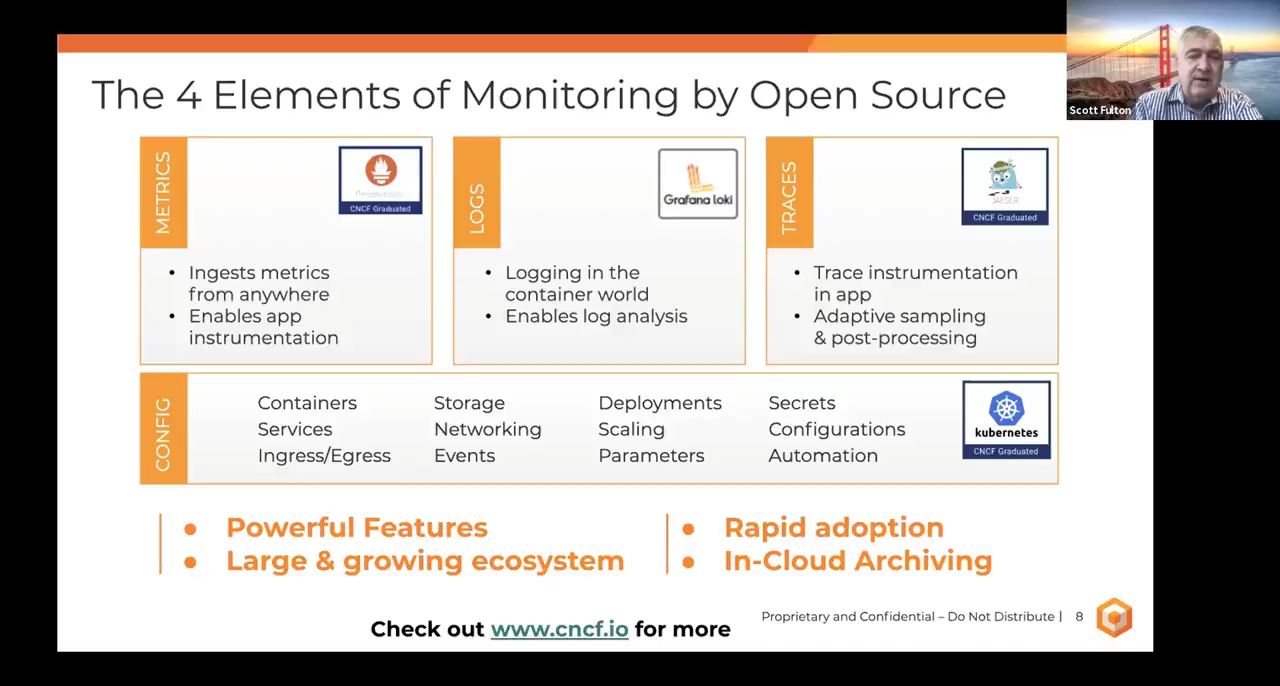 The 4 Elements of Monitoring by Open Source
Scott Fulton
METRICS
Prometheus
CNCF Graduated
• Ingests metrics
from anywhere
• Enables app
instrumentation
LOGS
Grafana loki
• Logging in the
container world
• Enables log analysis
TRACES
JAEGER
CNCF Graduated
• Trace instrumentation
in app
• Adaptive sampling
& post-processing
CONFIG
Containers Storage Deployments Secrets
Services Networking Scaling Configurations
Ingress/Egress Events Parameters Automation
kubernetes
CNCF Graduated
● Powerful Features
● Large & growing ecosystem
● Rapid adoption
● In-Cloud Archiving
Proprietary and Confidential – Do Not Distribute | 8
Check out www.cncf.io for more